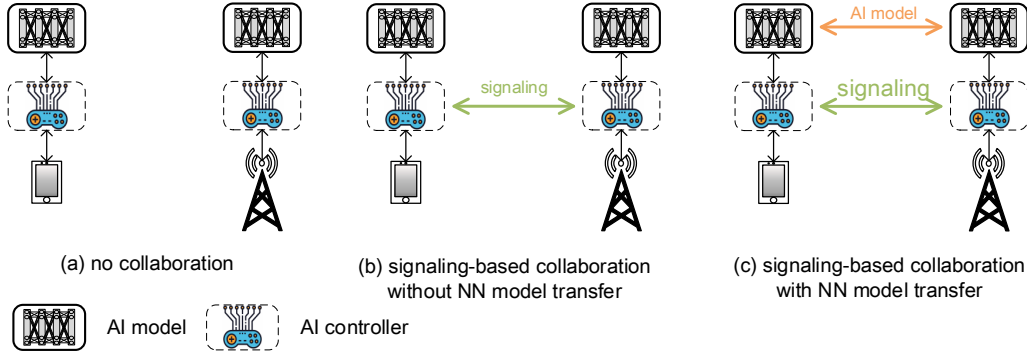 AI model
signaling
signaling
(a) no collaboration
(b) signaling-based collaboration
without NN model transfer
(c) signaling-based collaboration
with NN model transfer
AI model
AI controller